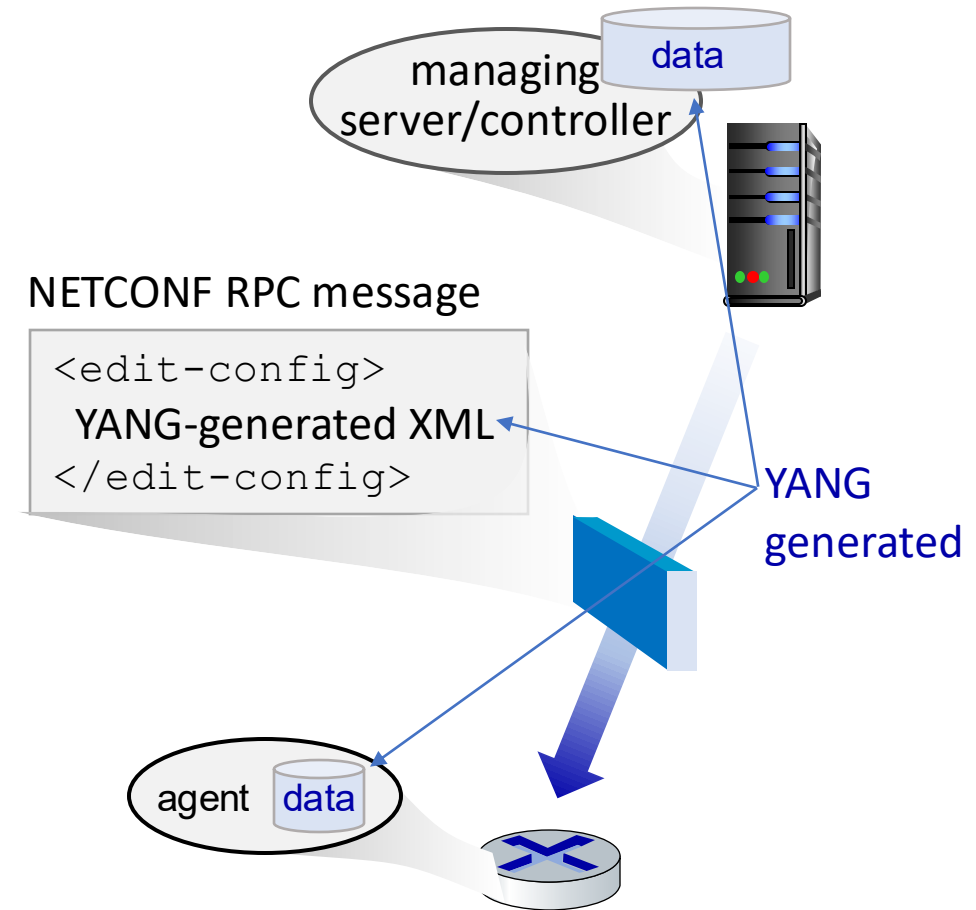 data
managing
server/controller
NETCONF RPC message
<edit-config>
YANG-generated XML
</edit-config>
YANG
generated
agent
data